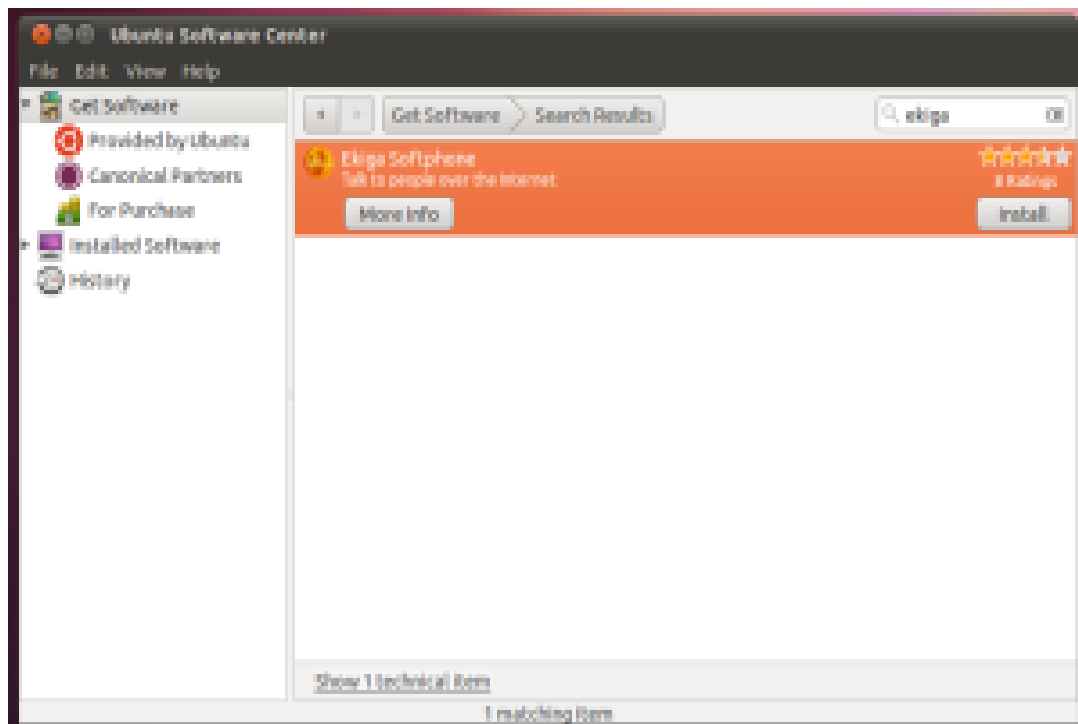 Ubuntu Software Center
File Edit View Help
Get Software
Provided by Ubuntu
Canonical Partners
For Purchase
Installed Software
History
Get Software Search Results
ekiga
Ekiga Softphone
Talk to people over the Internet
8 Ratings
More Info
Install
Show 1 technical item
1 matching item